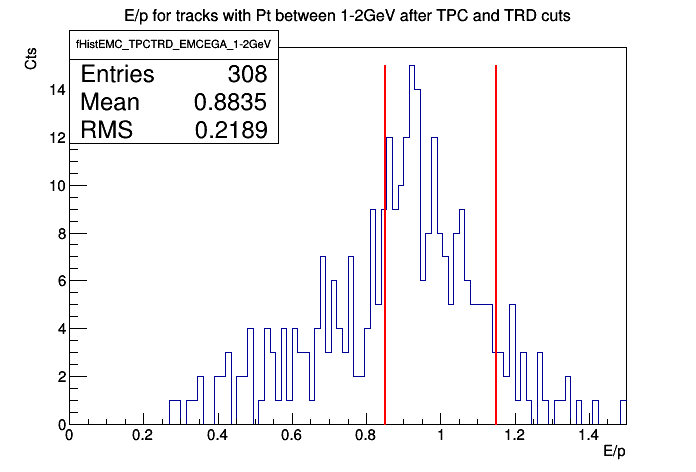 E/p for tracks with Pt between 1-2GeV after TPC and TRD cuts
fHistEMC_TPCTRD_EMCEGA_1-2GeV
Entries 308
Mean 0.8835
RMS 0.2189
Cts
14
12
10
8
6
4
2
0
0 0.2 0.4 0.6 0.8 1 1.2 1.4
E/p